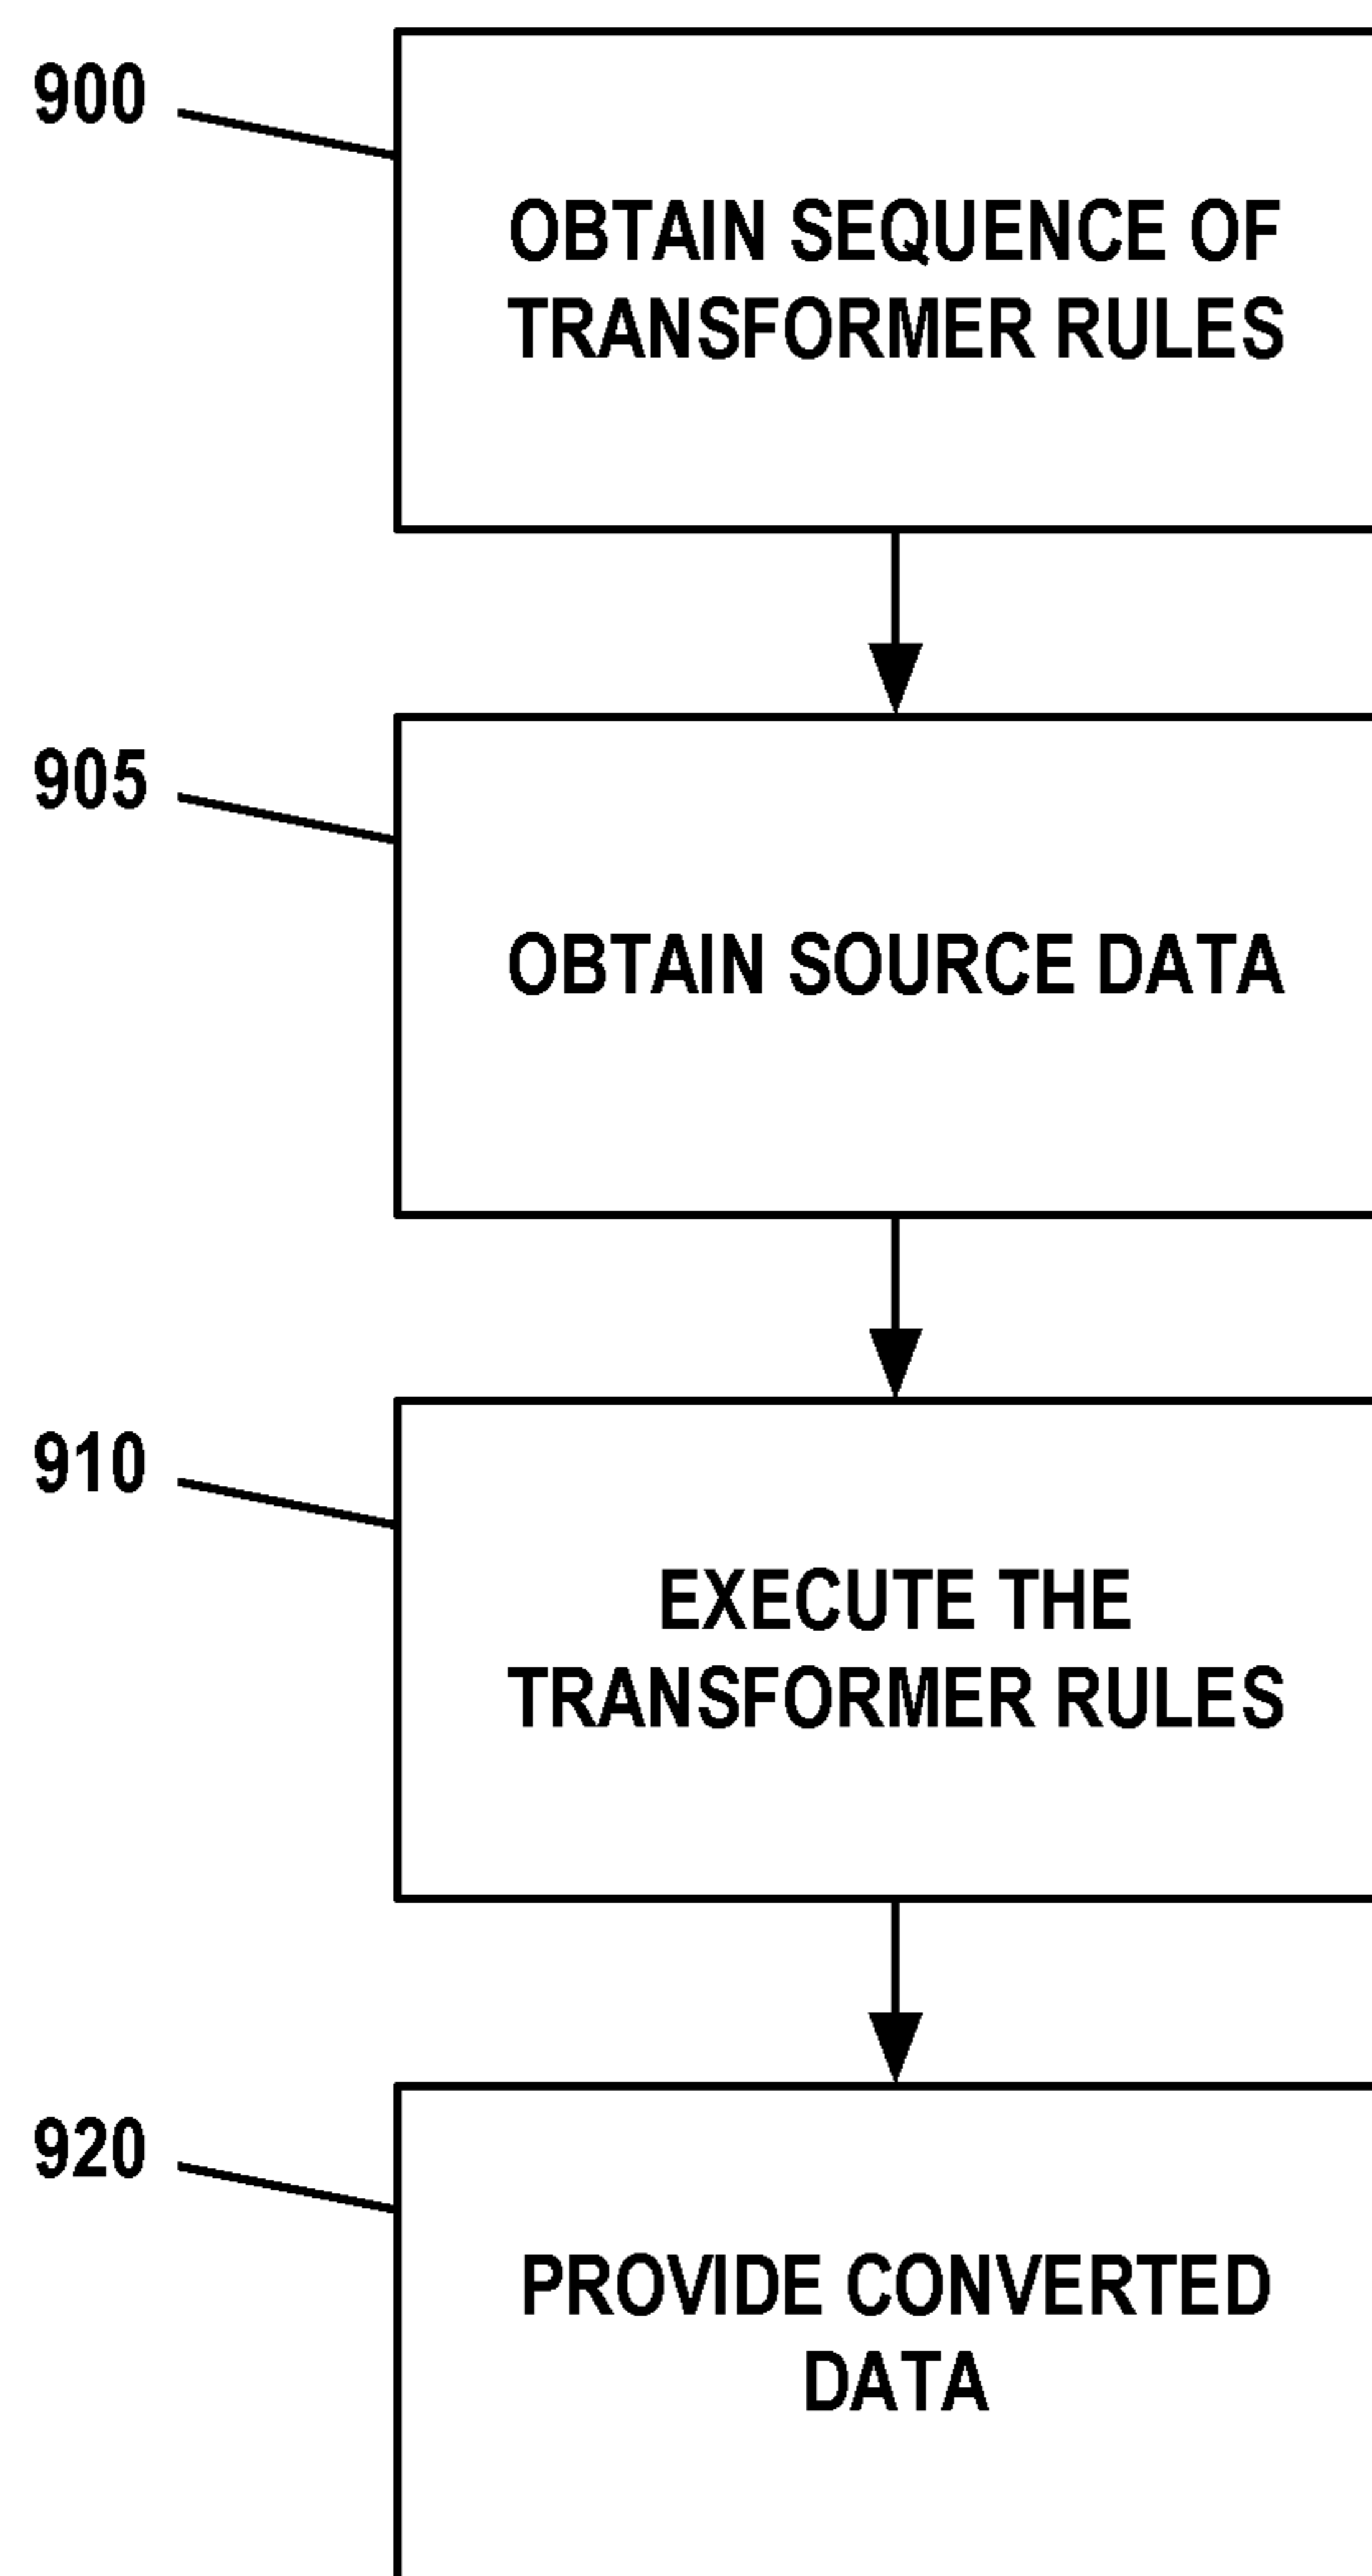 900
OBTAIN SEQUENCE OF
TRANSFORMER RULES
905
OBTAIN SOURCE DATA
910
EXECUTE THE
TRANSFORMER RULES
920
PROVIDE CONVERTED
DATA